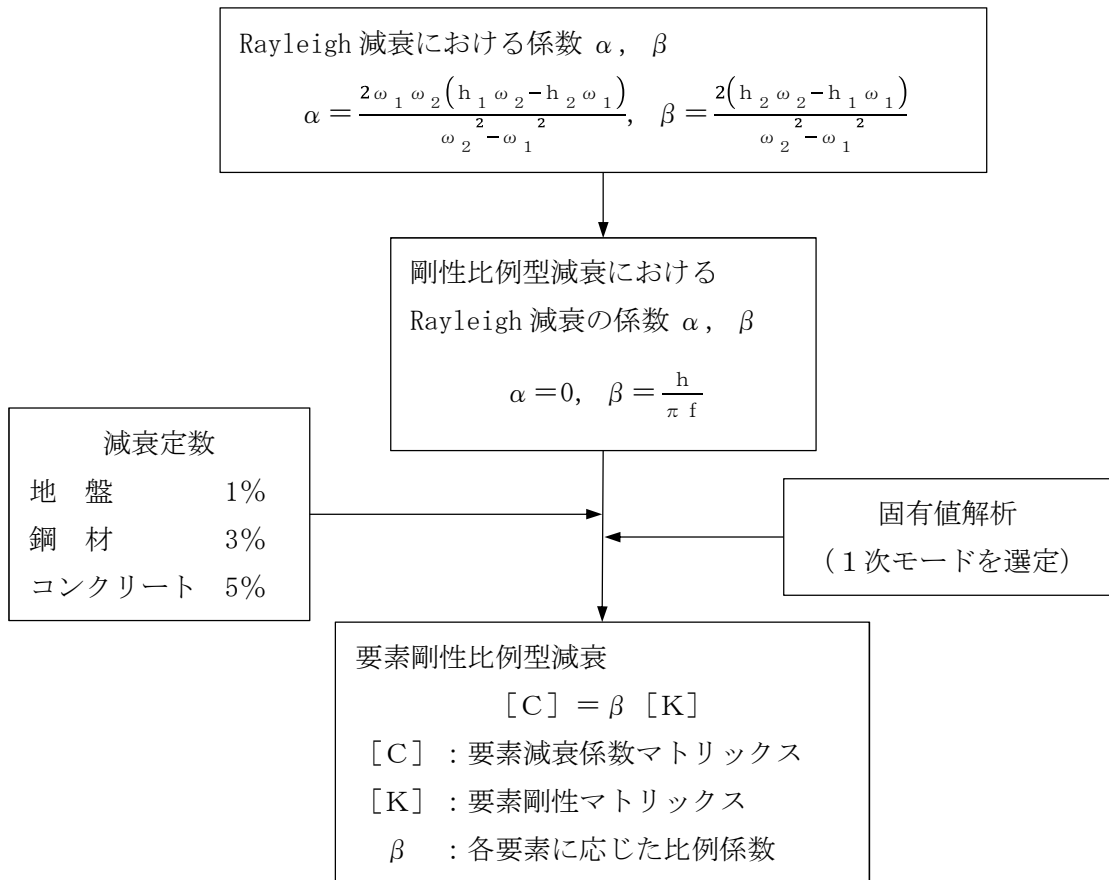 Rayleigh 減衰における係数 α, β
α=2ω₁ω₂(h₁ω₂-h₂ω₁)/(ω₂²-ω₁²), β=2(h₂ω₂-h₁ω₁)/(ω₂²-ω₁²)
剛性比例型減衰における
Rayleigh 減衰の係数 α, β
α=0, β=h/(πf)
減衰定数
地 盤 1%
鋼 材 3%
コンクリート 5%
固有値解析
(1次モードを選定)
要素剛性比例型減衰
[C]=β[K]
[C]:要素減衰係数マトリックス
[K]:要素剛性マトリックス
β :各要素に応じた比例係数